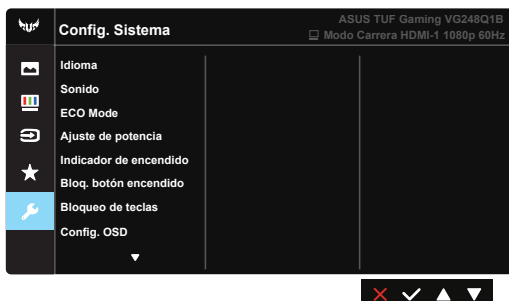 Config. Sistema
ASUS TUF Gaming VG248Q1B
Modo Carrera HDMI-1 1080p 60Hz
Idioma
Sonido
ECO Mode
Ajuste de potencia
Indicador de encendido
Bloq. botón encendido
Bloqueo de teclas
Config. OSD